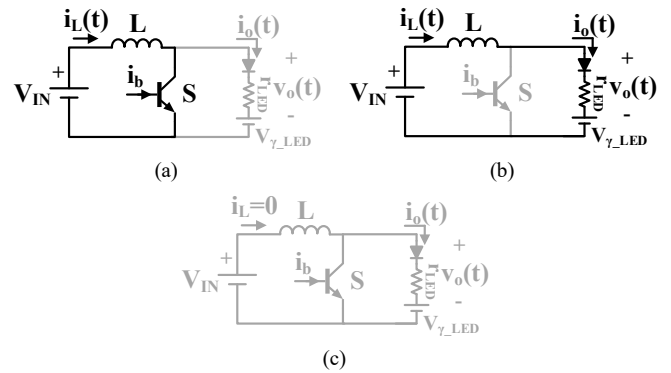 i_L(t) L i_o(t)
+ +
V_IN i_b S r_LED v_o(t)
-
V_γ_LED
(a)
i_L(t) L i_o(t)
+ +
V_IN i_b S r_LED v_o(t)
-
V_γ_LED
(b)
i_L=0 L i_o(t)
+ +
V_IN i_b S r_LED v_o(t)
-
V_γ_LED
(c)